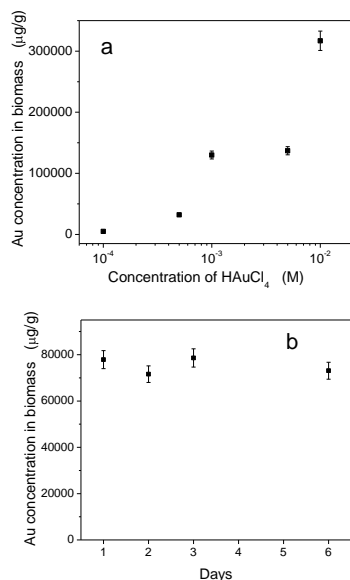 a
Au concentration in biomass (µg/g)
300000
200000
100000
0
10-4
10-3
10-2
Concentration of HAuCl4 (M)
b
Au concentration in biomass (µg/g)
80000
60000
40000
20000
0
1 2 3 4 5 6
Days